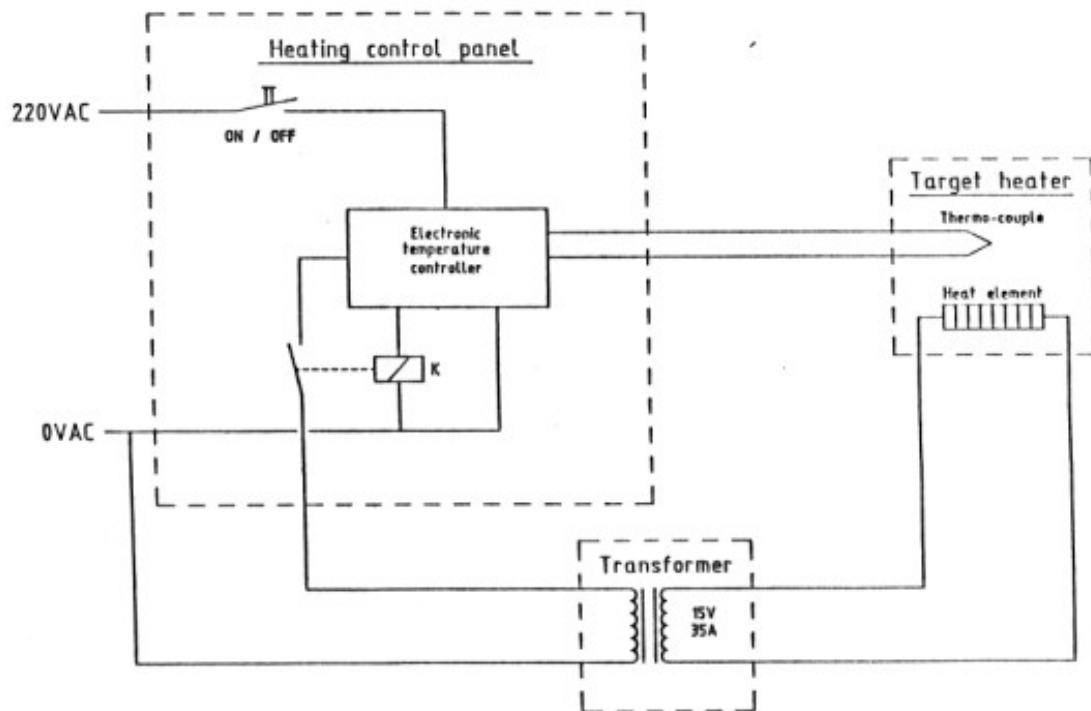 Heating control panel
220VAC
ON / OFF
Target heater
Thermo-couple
Electronic
temperature
controller
Heat element
K
0VAC
Transformer
15V
35A